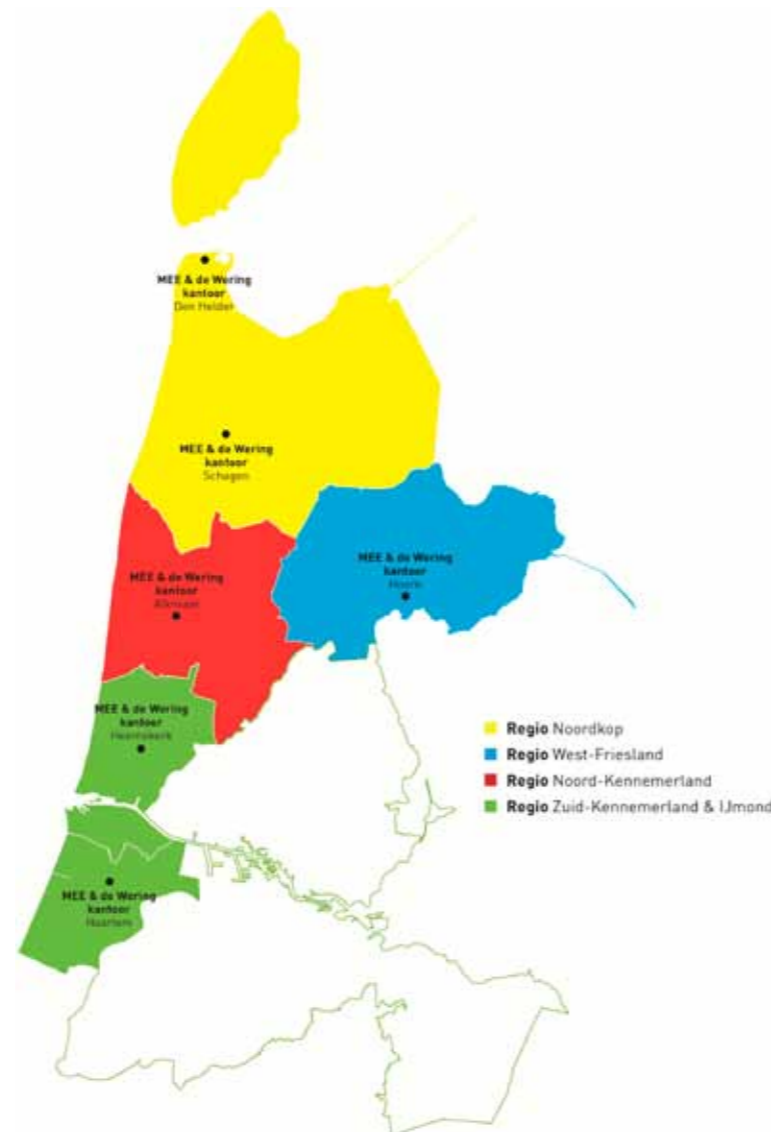 MEE & de Wering
kantoor
Den Helder
MEE & de Wering
kantoor
Schagen
MEE & de Wering
kantoor
Hoorn
MEE & de Wering
kantoor
Alkmaar
MEE & de Wering
kantoor
Heemskerk
MEE & de Wering
kantoor
Haarlem
Regio Noordkop
Regio West-Friesland
Regio Noord-Kennemerland
Regio Zuid-Kennemerland & IJmond